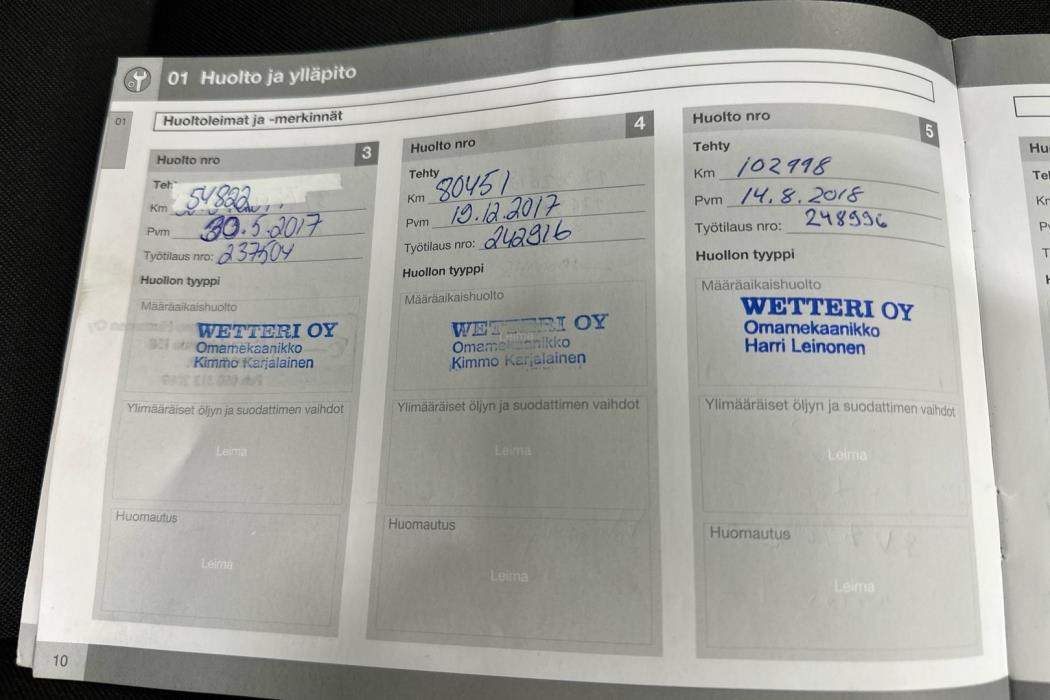 01 Huolto ja ylläpito
01
Huoltoleimat ja -merkinnät
Huolto nro 3
Km 54822
Pvm 30.5.2017
Työtilaus nro: 237504
Huollon tyyppi
Määräaikaishuolto
WETTERI OY
Omamekaanikko
Kimmo Karjalainen
Ylimääräiset öljyn ja suodattimen vaihdot
Leima
Huomautus
Leima
Huolto nro 4
Tehty
Km 80451
Pvm 19.12.2017
Työtilaus nro: 242916
Huollon tyyppi
Määräaikaishuolto
WETTERI OY
Omamekaanikko
Kimmo Karjalainen
Ylimääräiset öljyn ja suodattimen vaihdot
Leima
Huomautus
Leima
Huolto nro 5
Tehty
Km 102998
Pvm 14.8.2018
Työtilaus nro: 248996
Huollon tyyppi
Määräaikaishuolto
WETTERI OY
Omamekaanikko
Harri Leinonen
Ylimääräiset öljyn ja suodattimen vaihdot
Leima
Huomautus
Leima
10